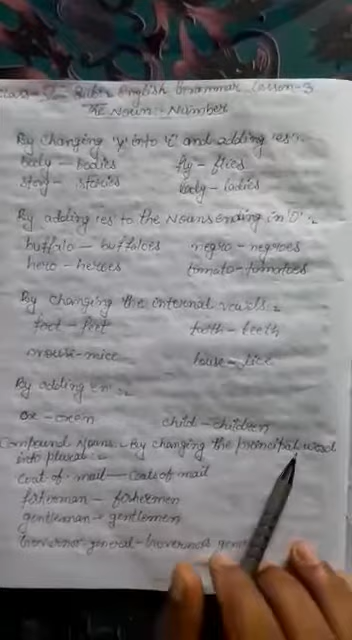 English Grammar Lesson-3
The Noun-Number
By changing 'y' into 'i' and adding 'es'-
body - bodies fly - flies
story - stories lady - ladies
By adding 'es' to the Nouns ending in 'O' -
buffalo - buffaloes negro - negroes
hero - heroes tomato - tomatoes
By changing the internal vowels -
foot - feet tooth - teeth
mouse - mice louse - lice
By adding en -
ox - oxen child - children
Compound Nouns - By changing the principal word
into plural -
coat-of-mail - coats of mail
fisherman - fishermen
gentleman - gentlemen
Governor-general - Governors